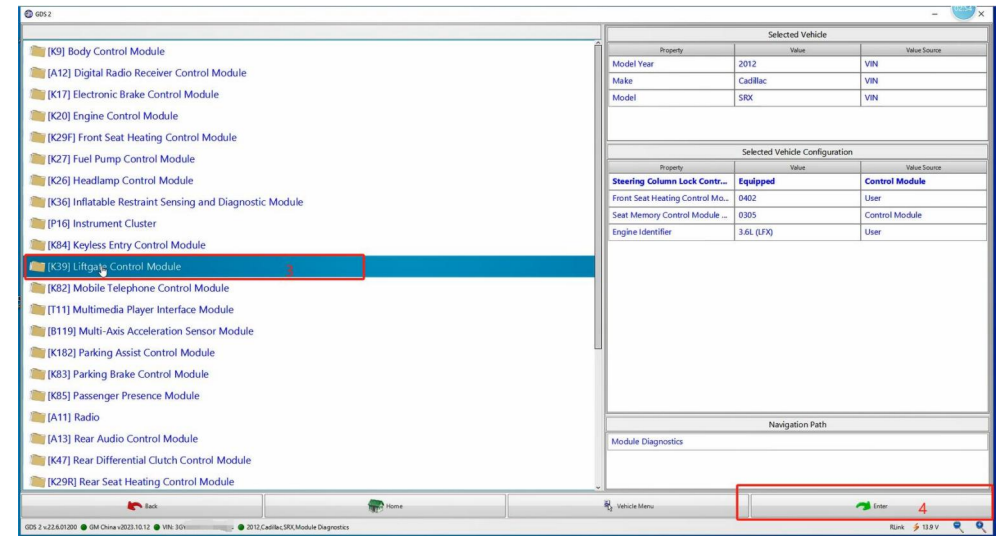 GDS 2
02:54
[K9] Body Control Module
[A12] Digital Radio Receiver Control Module
[K17] Electronic Brake Control Module
[K20] Engine Control Module
[K29F] Front Seat Heating Control Module
[K27] Fuel Pump Control Module
[K26] Headlamp Control Module
[K36] Inflatable Restraint Sensing and Diagnostic Module
[P16] Instrument Cluster
[K84] Keyless Entry Control Module
[K39] Liftgate Control Module
3
[K82] Mobile Telephone Control Module
[T11] Multimedia Player Interface Module
[B119] Multi-Axis Acceleration Sensor Module
[K182] Parking Assist Control Module
[K83] Parking Brake Control Module
[K85] Passenger Presence Module
[A11] Radio
[A13] Rear Audio Control Module
[K47] Rear Differential Clutch Control Module
[K29R] Rear Seat Heating Control Module
Selected Vehicle
Property Value Value Source
Model Year 2012 VIN
Make Cadillac VIN
Model SRX VIN
Selected Vehicle Configuration
Property Value Value Source
Steering Column Lock Contr... Equipped Control Module
Front Seat Heating Control Mo... 0402 User
Seat Memory Control Module ... 0305 Control Module
Engine Identifier 3.6L (LFX) User
Navigation Path
Module Diagnostics
Back Home Vehicle Menu Enter 4
GDS 2 v.22.6.01200 GM China v2023.10.12 VIN: 3GY 2012,Cadillac,SRX,Module Diagnostics RLink 13.9 V